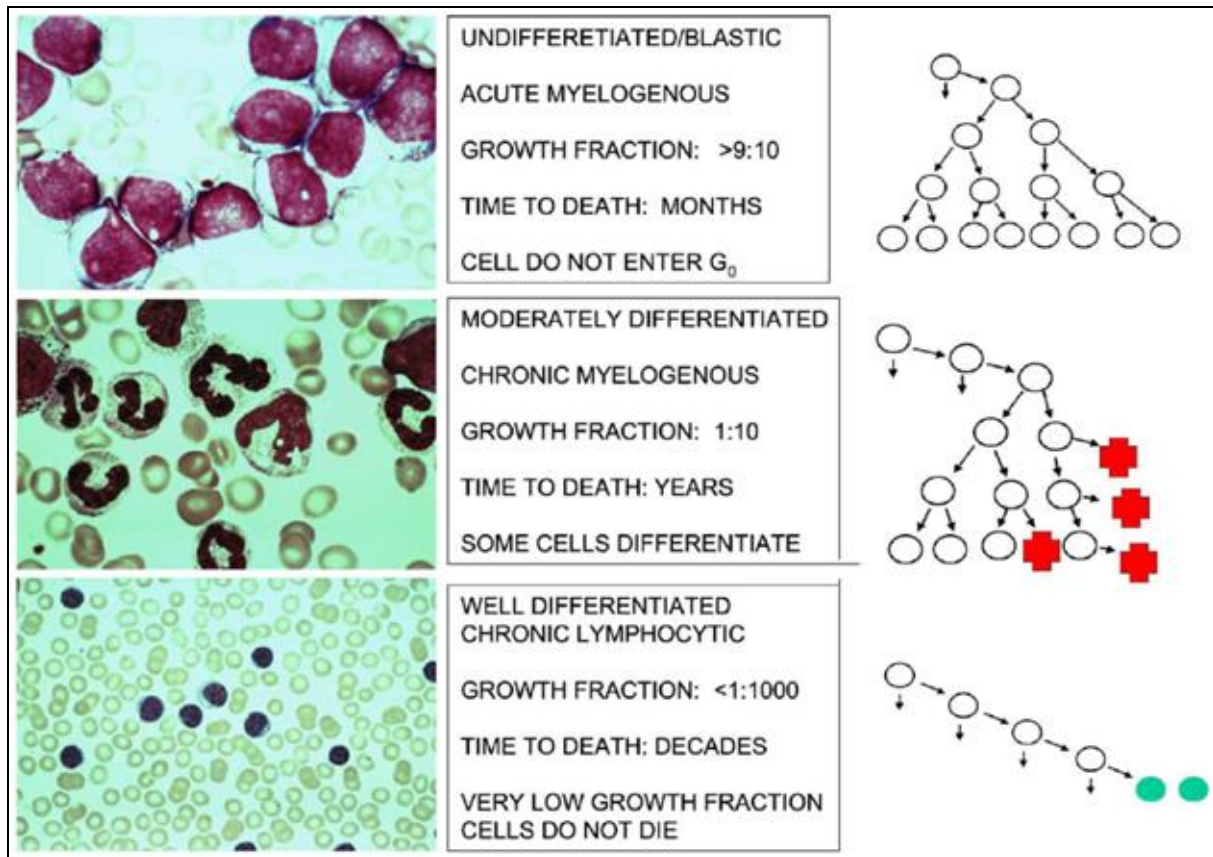 UNDIFFERETIATED/BLASTIC
ACUTE MYELOGENOUS
GROWTH FRACTION: >9:10
TIME TO DEATH: MONTHS
CELL DO NOT ENTER G₀
MODERATELY DIFFERENTIATED
CHRONIC MYELOGENOUS
GROWTH FRACTION: 1:10
TIME TO DEATH: YEARS
SOME CELLS DIFFERENTIATE
WELL DIFFERENTIATED
CHRONIC LYMPHOCYTIC
GROWTH FRACTION: <1:1000
TIME TO DEATH: DECADES
VERY LOW GROWTH FRACTION
CELLS DO NOT DIE